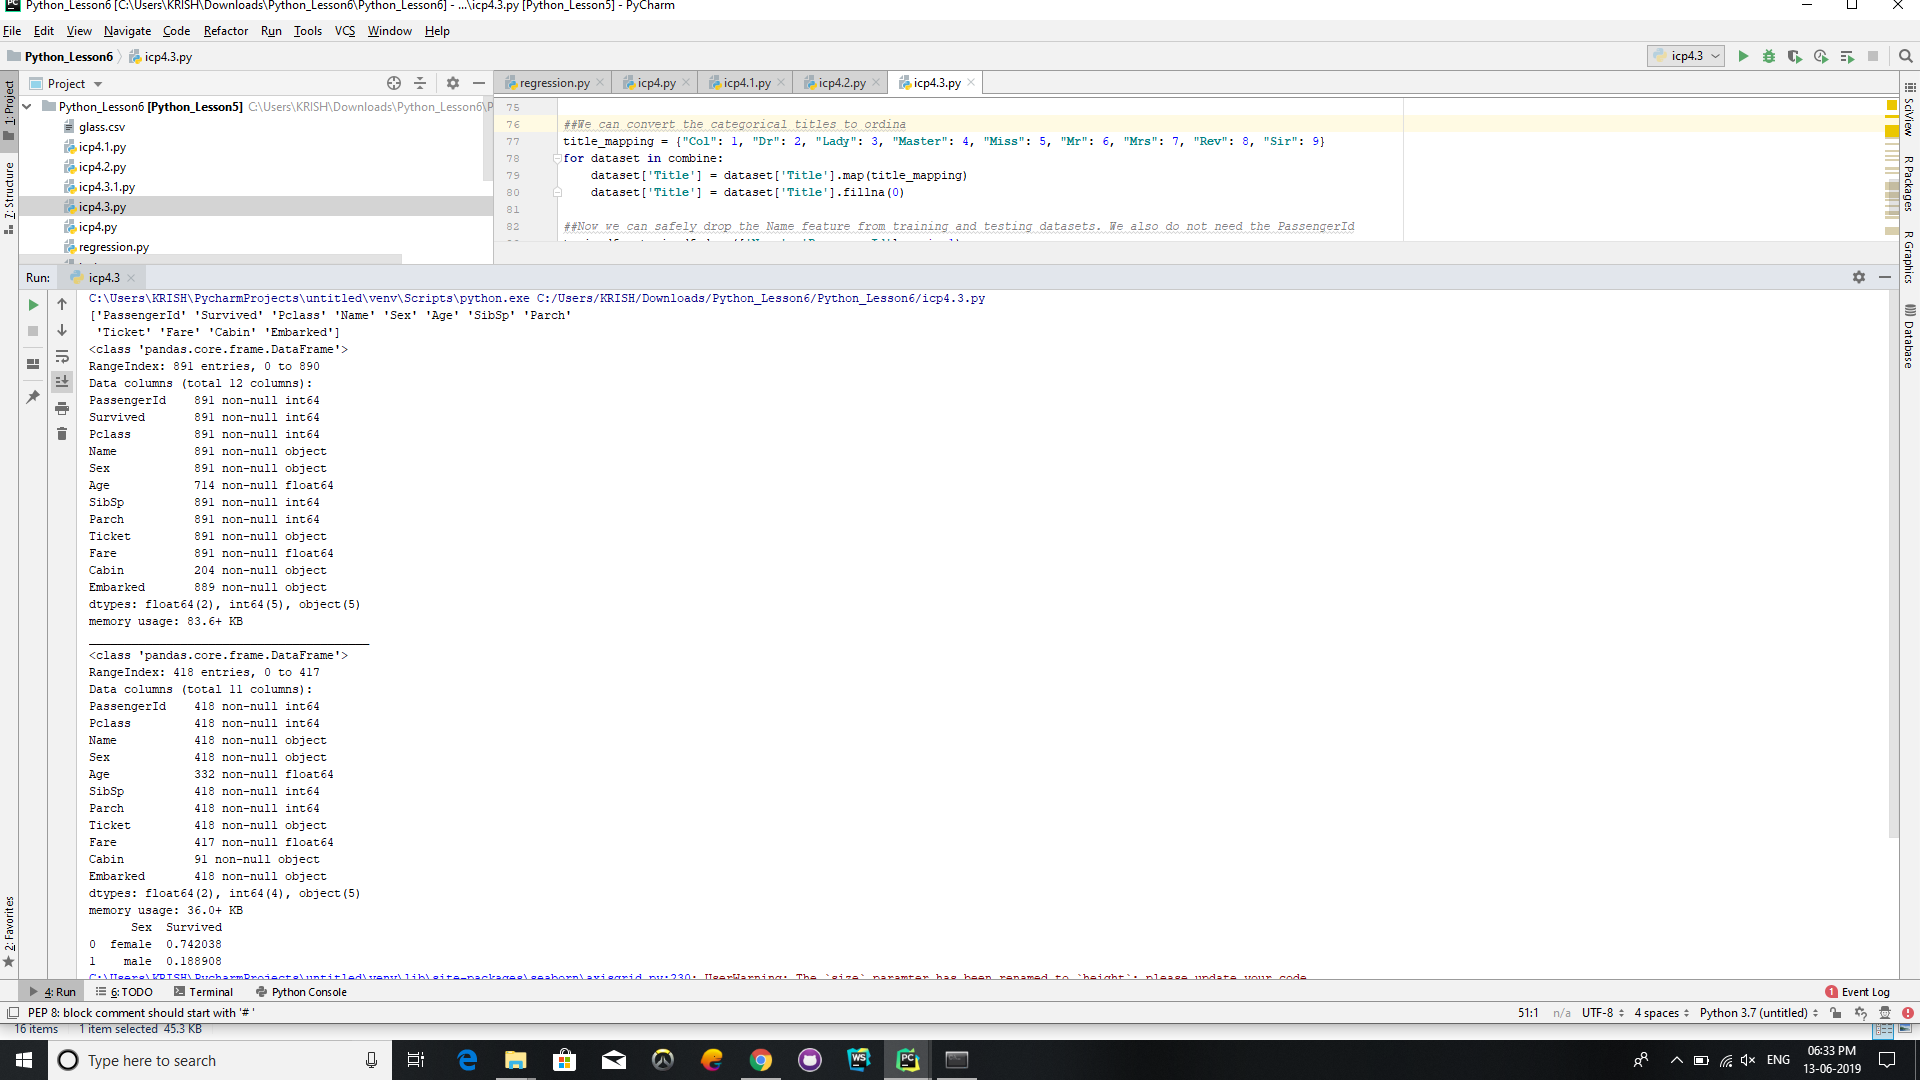 Python_Lesson6 [C:\Users\KRISH\Downloads\Python_Lesson6\Python_Lesson6] - ...\icp4.3.py [Python_Lesson5] - PyCharm
File Edit View Navigate Code Refactor Run Tools VCS Window Help
Python_Lesson6 icp4.3.py
icp4.3
1: Project
Project
regression.py icp4.py icp4.1.py icp4.2.py icp4.3.py
Python_Lesson6 [Python_Lesson5] C:\Users\KRISH\Downloads\Python_Lesson6\P
glass.csv
icp4.1.py
icp4.2.py
icp4.3.1.py
icp4.3.py
icp4.py
regression.py
75
76 ##We can convert the categorical titles to ordina
77 title_mapping = {"Col": 1, "Dr": 2, "Lady": 3, "Master": 4, "Miss": 5, "Mr": 6, "Mrs": 7, "Rev": 8, "Sir": 9}
78 for dataset in combine:
79 dataset['Title'] = dataset['Title'].map(title_mapping)
80 dataset['Title'] = dataset['Title'].fillna(0)
81
82 ##Now we can safely drop the Name feature from training and testing datasets. We also do not need the PassengerId
SciView
R Packages
R Graphics
Database
7: Structure
2: Favorites
Run: icp4.3
C:\Users\KRISH\PycharmProjects\untitled\venv\Scripts\python.exe C:/Users/KRISH/Downloads/Python_Lesson6/Python_Lesson6/icp4.3.py
['PassengerId' 'Survived' 'Pclass' 'Name' 'Sex' 'Age' 'SibSp' 'Parch'
'Ticket' 'Fare' 'Cabin' 'Embarked']
<class 'pandas.core.frame.DataFrame'>
RangeIndex: 891 entries, 0 to 890
Data columns (total 12 columns):
PassengerId 891 non-null int64
Survived 891 non-null int64
Pclass 891 non-null int64
Name 891 non-null object
Sex 891 non-null object
Age 714 non-null float64
SibSp 891 non-null int64
Parch 891 non-null int64
Ticket 891 non-null object
Fare 891 non-null float64
Cabin 204 non-null object
Embarked 889 non-null object
dtypes: float64(2), int64(5), object(5)
memory usage: 83.6+ KB
________________________________________
<class 'pandas.core.frame.DataFrame'>
RangeIndex: 418 entries, 0 to 417
Data columns (total 11 columns):
PassengerId 418 non-null int64
Pclass 418 non-null int64
Name 418 non-null object
Sex 418 non-null object
Age 332 non-null float64
SibSp 418 non-null int64
Parch 418 non-null int64
Ticket 418 non-null object
Fare 417 non-null float64
Cabin 91 non-null object
Embarked 418 non-null object
dtypes: float64(2), int64(4), object(5)
memory usage: 36.0+ KB
Sex Survived
0 female 0.742038
1 male 0.188908
C:\Users\KRISH\PycharmProjects\untitled\venv\lib\site-packages\seaborn\axisgrid.py:230: UserWarning: The `size` paramter has been renamed to `height`; please update your code.
4: Run 6: TODO Terminal Python Console
1 Event Log
PEP 8: block comment should start with '# '
51:1 n/a UTF-8 4 spaces Python 3.7 (untitled)
16 items 1 item selected 45.3 KB
Type here to search
ENG
06:33 PM
13-06-2019